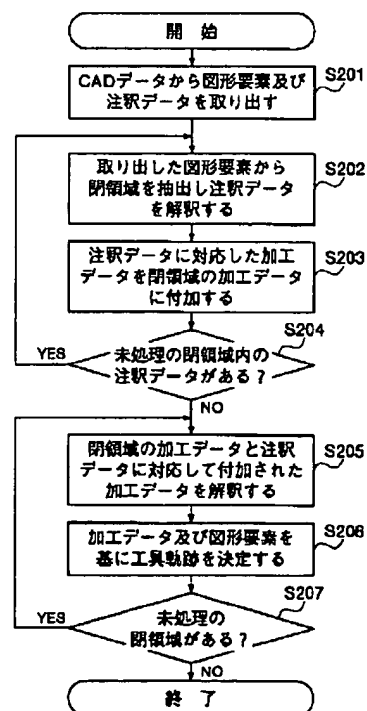 開 始
CADデータから図形要素及び
注釈データを取り出す
S201
取り出した図形要素から
閉領域を抽出し注釈データ
を解釈する
S202
注釈データに対応した加工
データを閉領域の加工データ
に付加する
S203
未処理の閉領域内の
注釈データがある?
S204
YES
NO
閉領域の加工データと注釈
データに対応して付加された
加工データを解釈する
S205
加工データ及び図形要素を
基に工具軌跡を決定する
S206
未処理の
閉領域がある?
S207
YES
NO
終 了